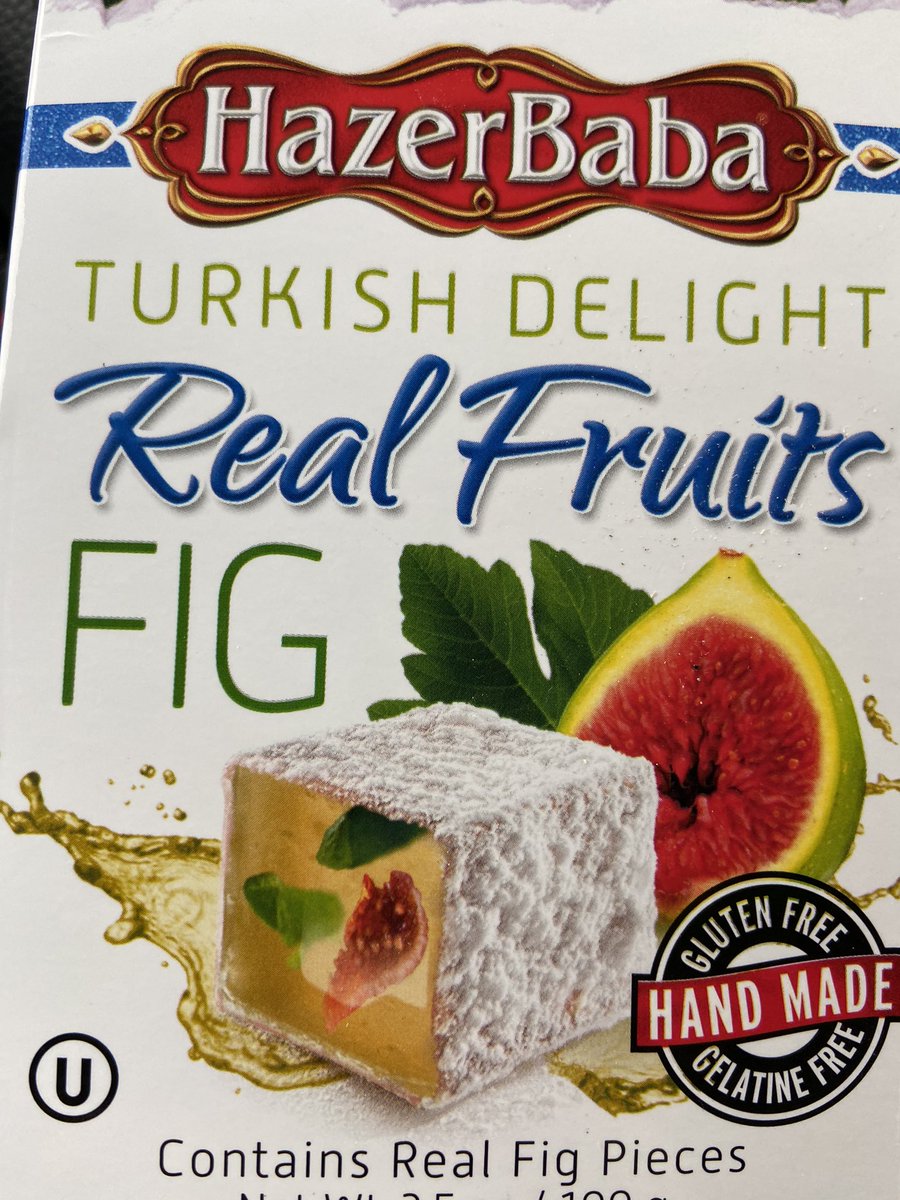 HazerBaba
TURKISH DELIGHT
Real Fruits
FIG
GLUTEN FREE
HAND MADE
GELATINE FREE
U
Contains Real Fig Pieces